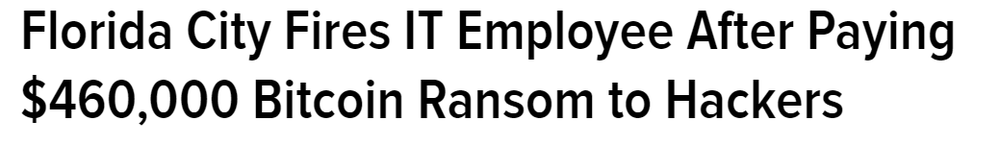 Florida City Fires IT Employee After Paying
$460,000 Bitcoin Ransom to Hackers